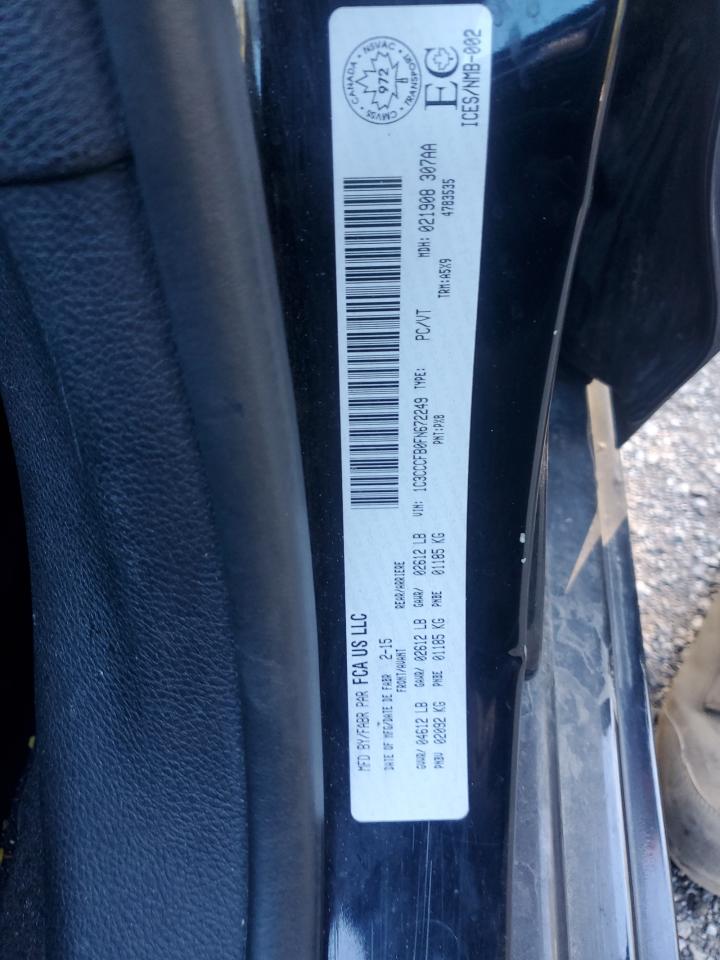 MFD BY/FABR PAR FCA US LLC
DATE OF MFG/DATE DE FABR 2-15
FRONT/AVANT REAR/ARRIERE
GVWR/ 04612 LB GAWR/ 02612 LB GAWR/ 02612 LB
PNBV 02092 KG PNBE 01185 KG PNBE 01185 KG
VIN: 1C3CCCFB0FN672249 TYPE: PC/VT MDH: 021908 307AA
PNT:PXB TRM:A5X9 4783535
CANADA NSVAC TRANSPORT CMVSS
972
EC
ICES/NMB-002